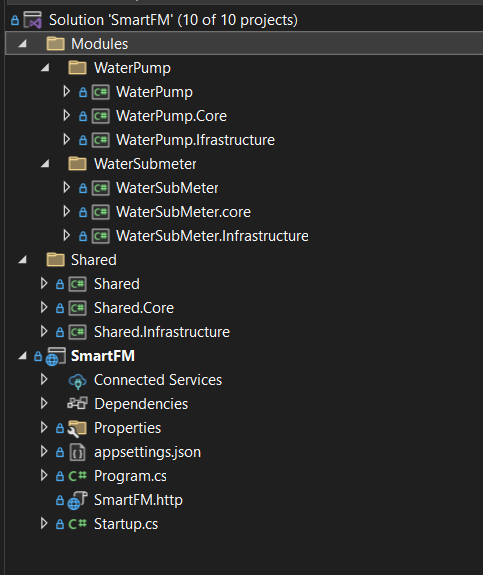 Solution 'SmartFM' (10 of 10 projects)
Modules
WaterPump
C# WaterPump
C# WaterPump.Core
C# WaterPump.Ifrastructure
WaterSubmeter
C# WaterSubMeter
C# WaterSubMeter.core
C# WaterSubMeter.Infrastructure
Shared
C# Shared
C# Shared.Core
C# Shared.Infrastructure
SmartFM
Connected Services
Dependencies
Properties
appsettings.json
C# Program.cs
SmartFM.http
C# Startup.cs